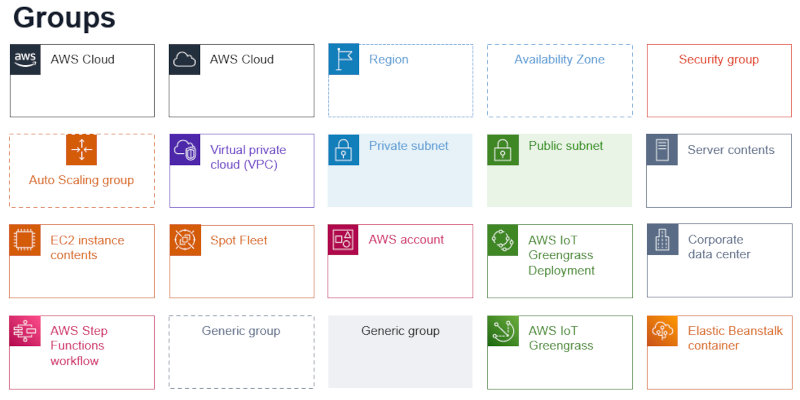 Groups
aws
AWS Cloud
AWS Cloud
Region
Availability Zone
Security group
Auto Scaling group
Virtual private
cloud (VPC)
Private subnet
Public subnet
Server contents
EC2 instance
contents
Spot Fleet
AWS account
AWS IoT
Greengrass
Deployment
Corporate
data center
AWS Step
Functions
workflow
Generic group
Generic group
AWS IoT
Greengrass
Elastic Beanstalk
container